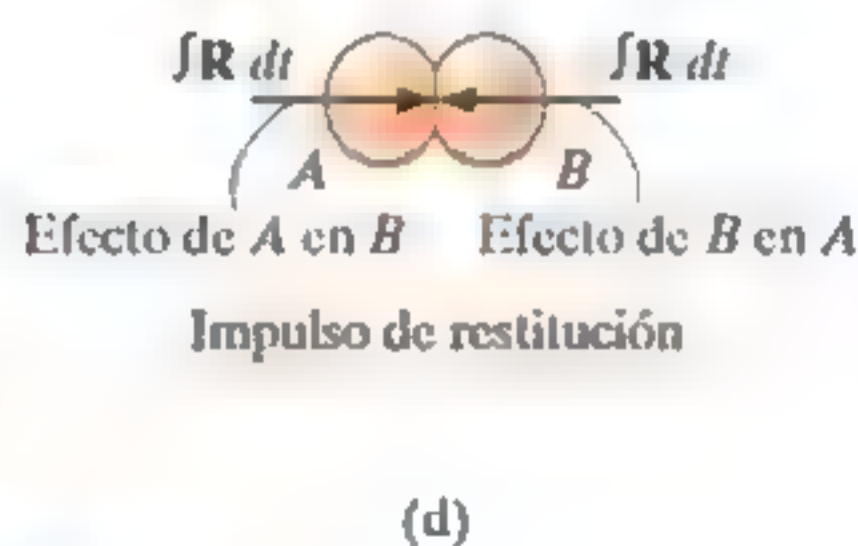 ∫R dt ∫R dt
A B
Efecto de A en B Efecto de B en A
Impulso de restitución
(d)